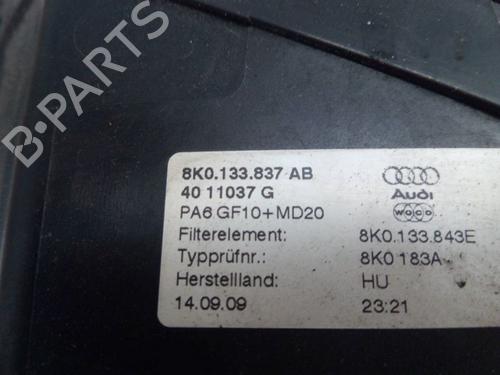 B-PARTS
8K0.133.837 AB
40 11037 G
Audi
PA6 GF10+MD20
woco
Filterelement: 8K0.133.843E
Typprüfnr.: 8K0 183A
Herstellland: HU
14.09.09 23:21